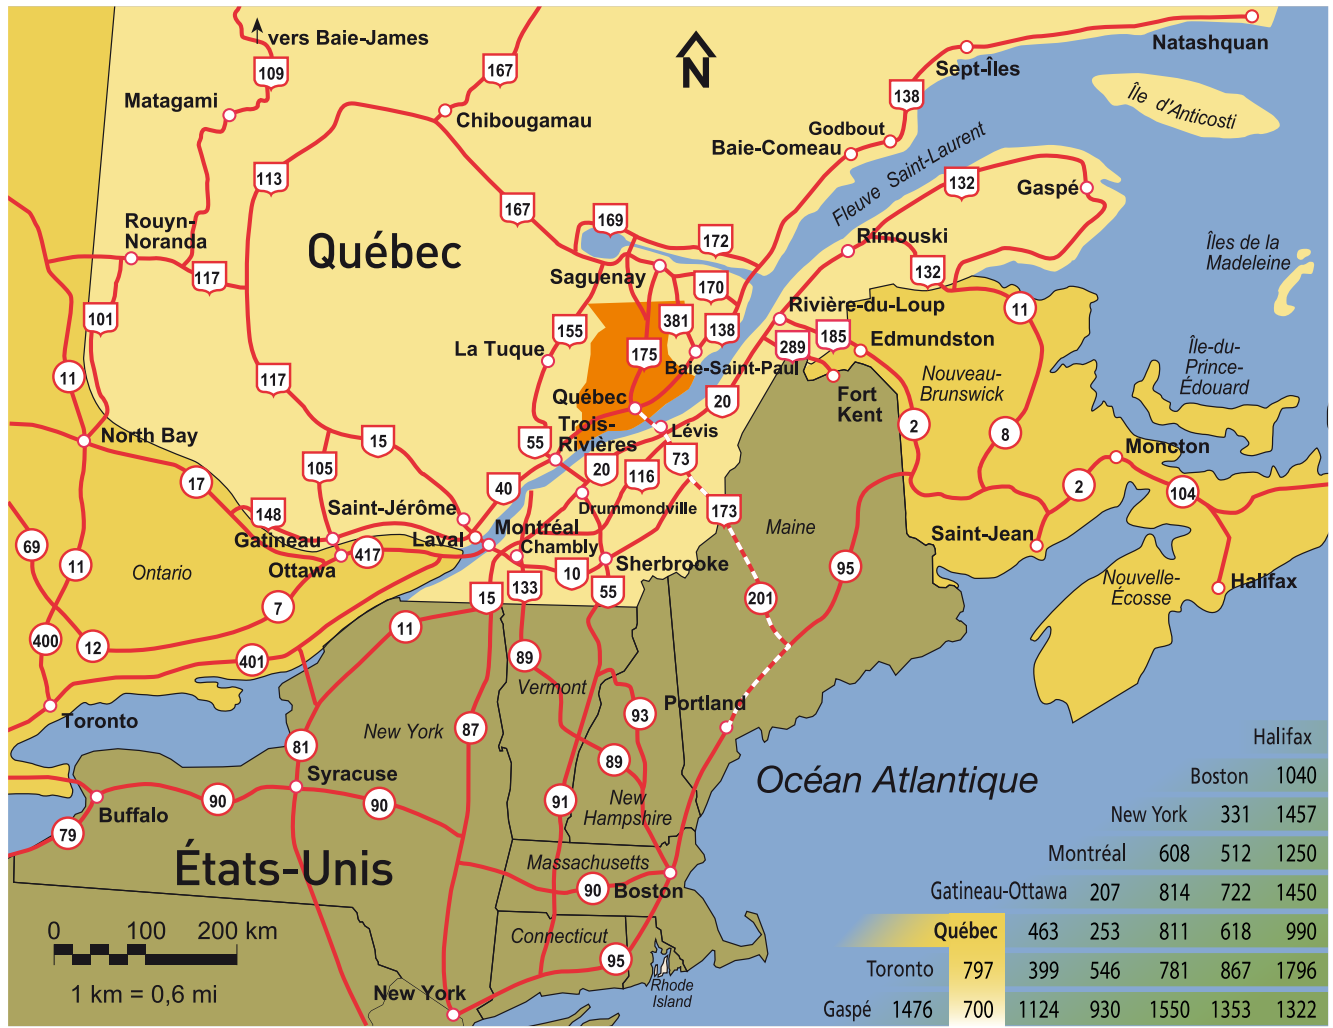 vers Baie-James
109
167
N
Natashquan
Sept-Îles
Matagami
Chibougamau
138
Île d'Anticosti
Godbout
Baie-Comeau
Fleuve Saint-Laurent
113
132
Gaspé
167
Rouyn-
Noranda
169
172
Rimouski
Îles de la
Madeleine
Québec
117
Saguenay
170
132
101
155
381
138
Rivière-du-Loup
11
175
289
185
Edmundston
La Tuque
Baie-Saint-Paul
Île-du-
Prince-
Édouard
11
117
Nouveau-
Brunswick
Fort
Kent
Québec
20
Trois-
Rivières
Lévis
2
8
North Bay
15
55
Moncton
105
20
116
73
17
40
2
104
148
Saint-Jérôme
Drummondville
173
Maine
Gatineau
Laval
Montréal
Chambly
Saint-Jean
69
417
Ottawa
Sherbrooke
11
Ontario
10
95
Nouvelle-
Écosse
Halifax
7
15
133
55
201
400
12
11
401
89
Vermont
Toronto
New York
87
93
Portland
81
89
Syracuse
Océan Atlantique
Buffalo
90
90
91
New
Hampshire
79
États-Unis
Massachusetts
90
Boston
Connecticut
95
Rhode
Island
New York
0 100 200 km
1 km = 0,6 mi
Halifax
Boston 1040
New York 331 1457
Montréal 608 512 1250
Gatineau-Ottawa 207 814 722 1450
Québec 463 253 811 618 990
Toronto 797 399 546 781 867 1796
Gaspé 1476 700 1124 930 1550 1353 1322